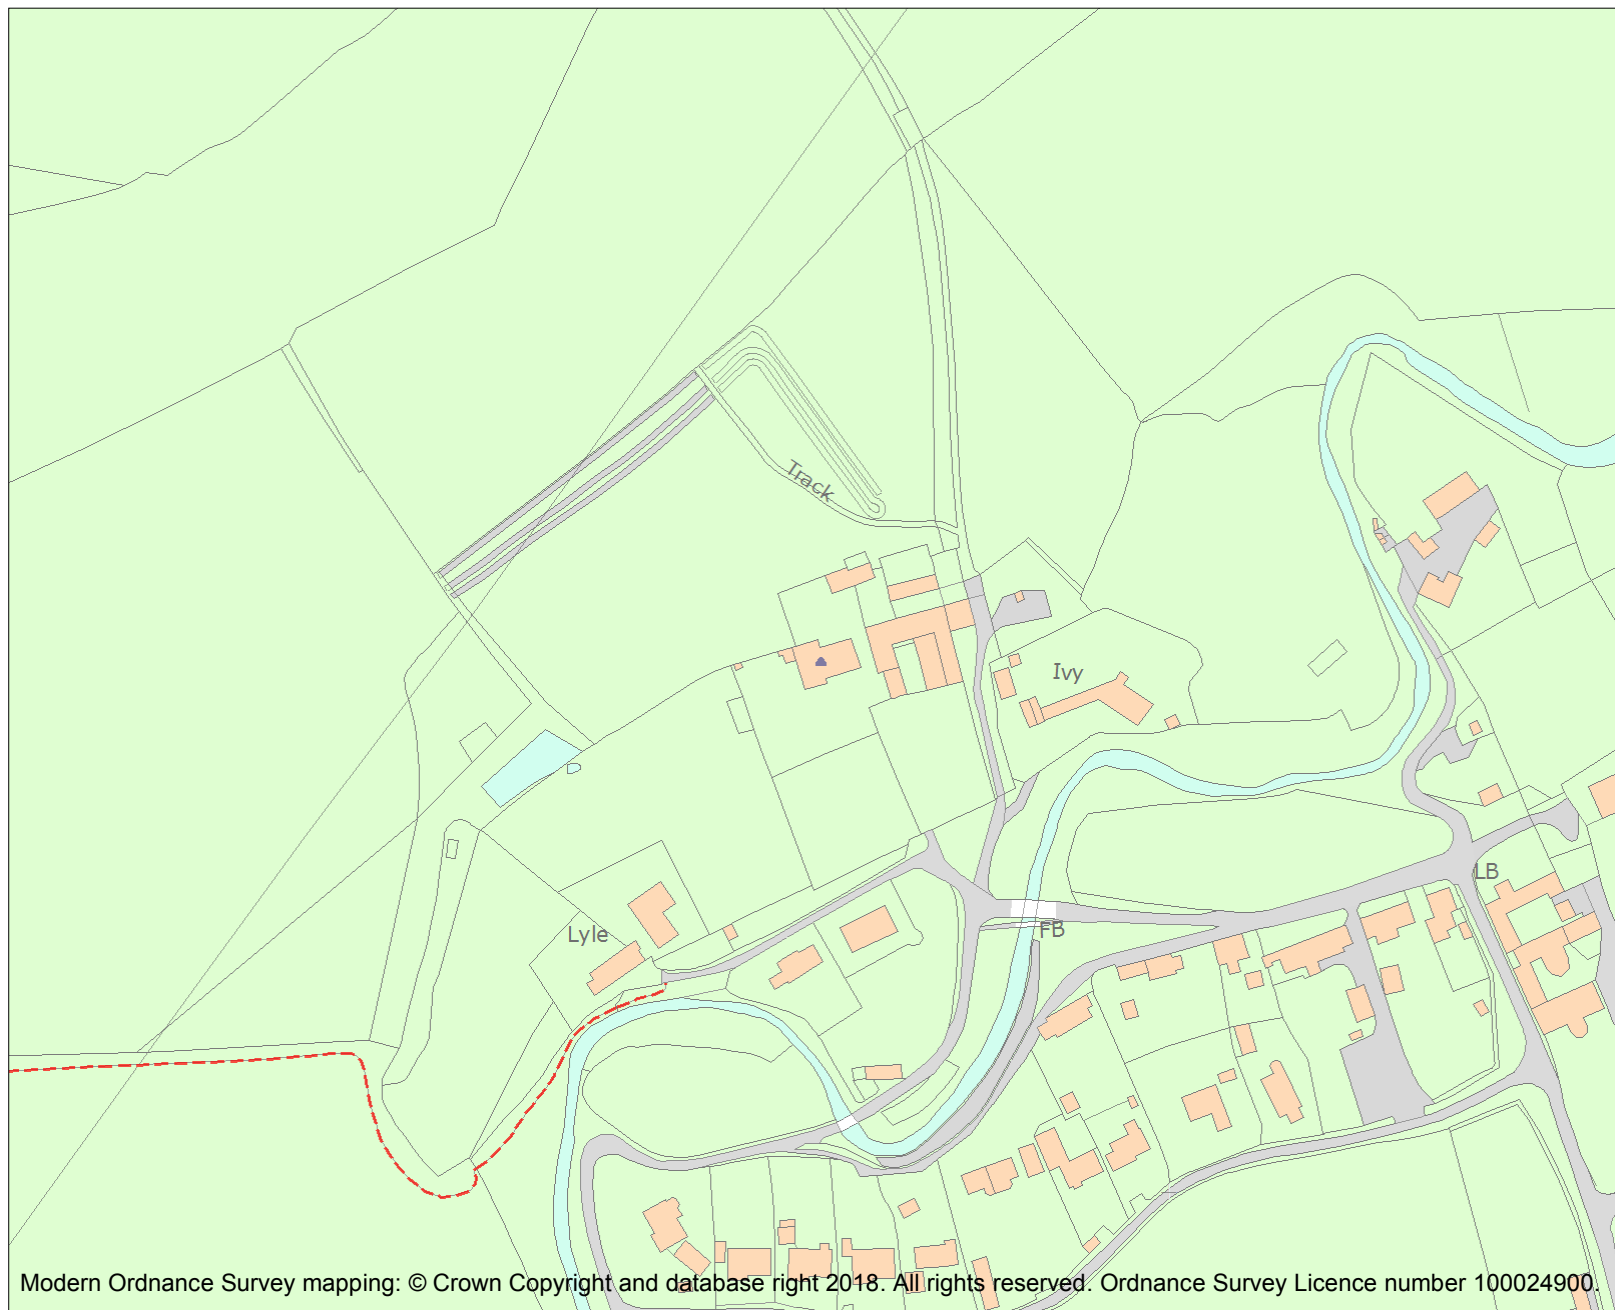 Track
Ivy
LB
Lyle
FB
Modern Ordnance Survey mapping: © Crown Copyright and database right 2018. All rights reserved. Ordnance Survey Licence number 100024900.